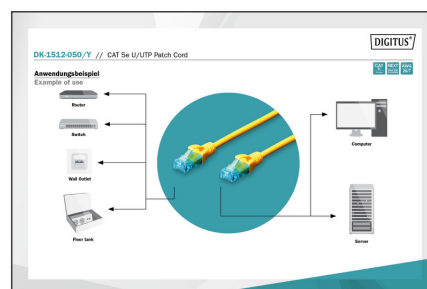 DIGITUS®
DK-1512-050/Y // CAT 5e U/UTP Patch Cord
Anwendungsbeispiel
Example of use
Router
Switch
Wall Outlet
Floor tank
Computer
Server